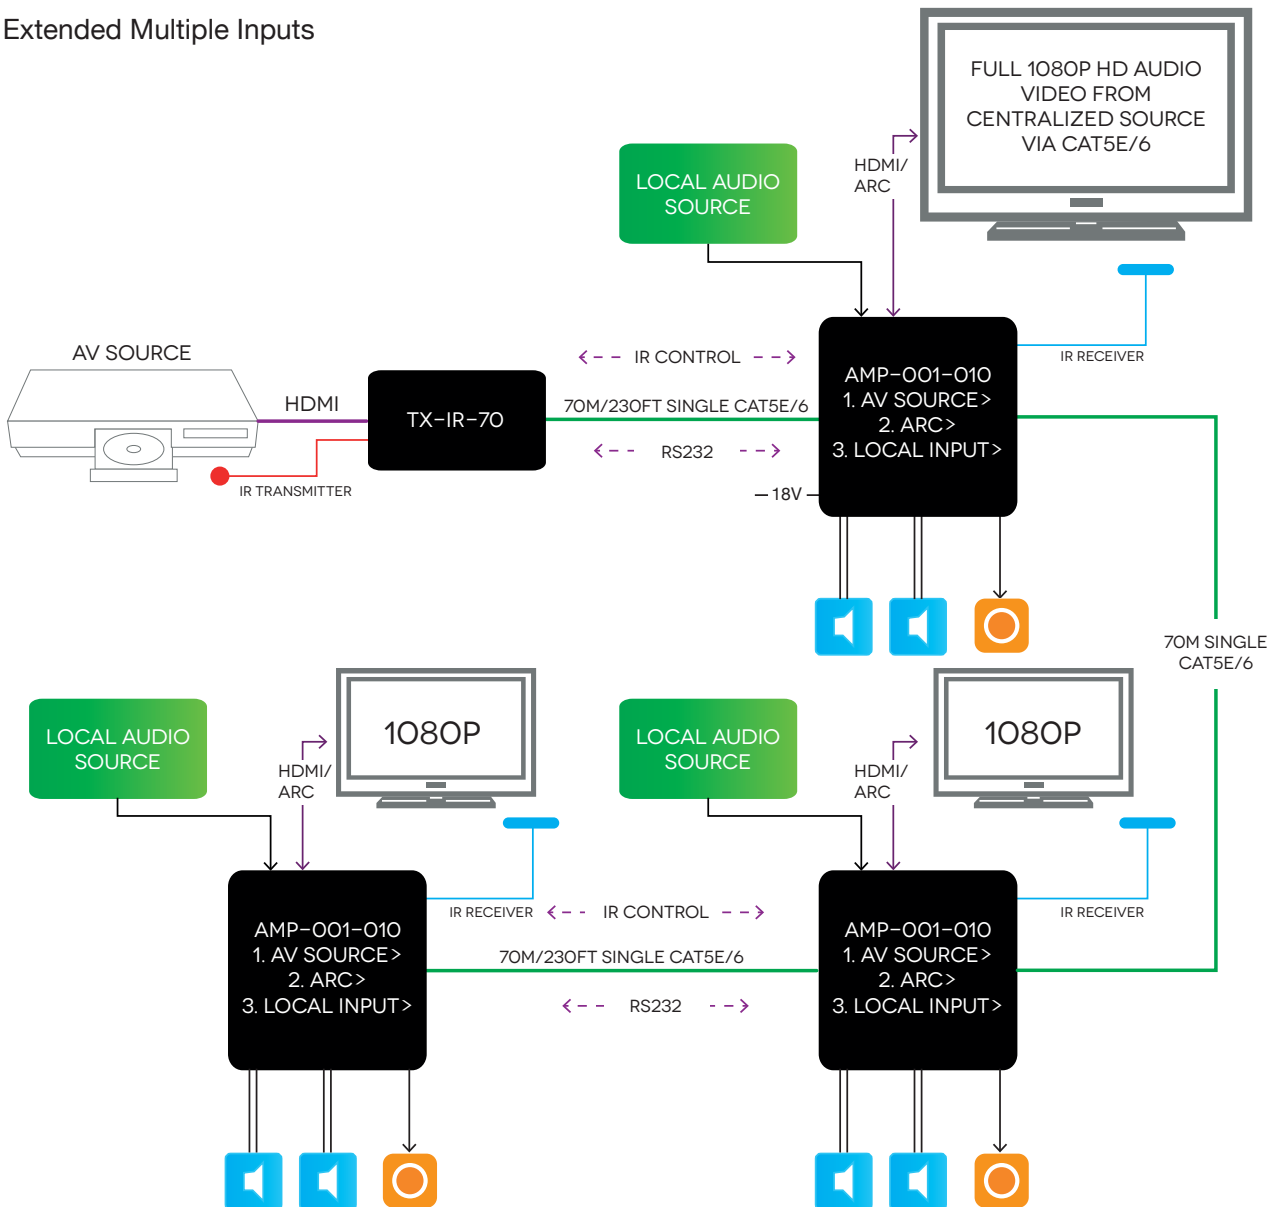 Extended Multiple Inputs
FULL 1080P HD AUDIO
VIDEO FROM
CENTRALIZED SOURCE
VIA CAT5E/6
HDMI/
ARC
LOCAL AUDIO
SOURCE
AV SOURCE
HDMI
TX-IR-70
IR TRANSMITTER
IR CONTROL
70M/230FT SINGLE CAT5E/6
RS232
18V
AMP-001-010
1. AV SOURCE>
2. ARC>
3. LOCAL INPUT>
IR RECEIVER
70M SINGLE
CAT5E/6
LOCAL AUDIO
SOURCE
HDMI/
ARC
1080P
LOCAL AUDIO
SOURCE
HDMI/
ARC
1080P
AMP-001-010
1. AV SOURCE>
2. ARC>
3. LOCAL INPUT>
IR RECEIVER
IR CONTROL
70M/230FT SINGLE CAT5E/6
RS232
AMP-001-010
1. AV SOURCE>
2. ARC>
3. LOCAL INPUT>
IR RECEIVER